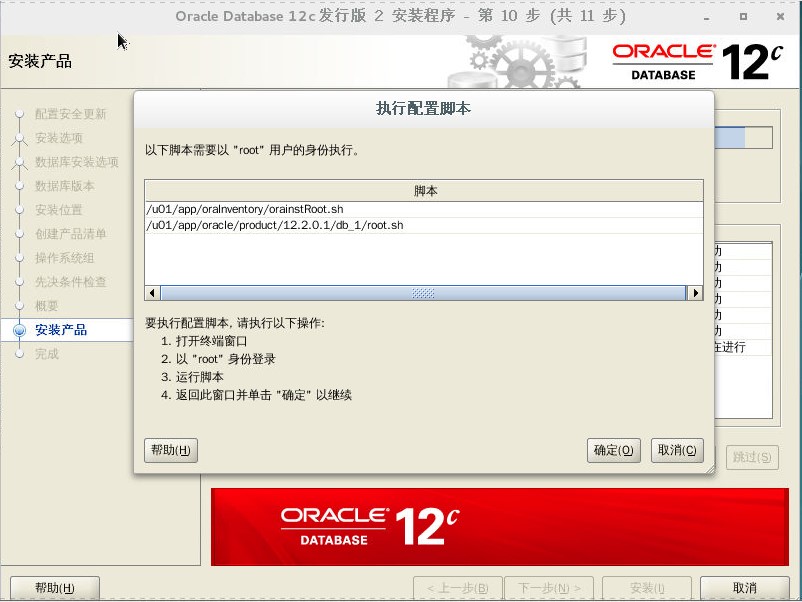 Oracle Database 12c 发行版 2 安装程序 - 第 10 步 (共 11 步)
安装产品
ORACLE
DATABASE
12c
配置安全更新
安装选项
数据库安装选项
数据库版本
安装位置
创建产品清单
操作系统组
先决条件检查
概要
安装产品
完成
执行配置脚本
以下脚本需要以 "root" 用户的身份执行。
脚本
/u01/app/oraInventory/orainstRoot.sh
/u01/app/oracle/product/12.2.0.1/db_1/root.sh
要执行配置脚本, 请执行以下操作:
1. 打开终端窗口
2. 以 "root" 身份登录
3. 运行脚本
4. 返回此窗口并单击 "确定" 以继续
帮助(H)
确定(O)
取消(C)
功
功
功
功
功
功
在进行
跳过(S)
ORACLE
DATABASE
12c
帮助(H)
< 上一步(B)
下一步(N) >
安装(I)
取消